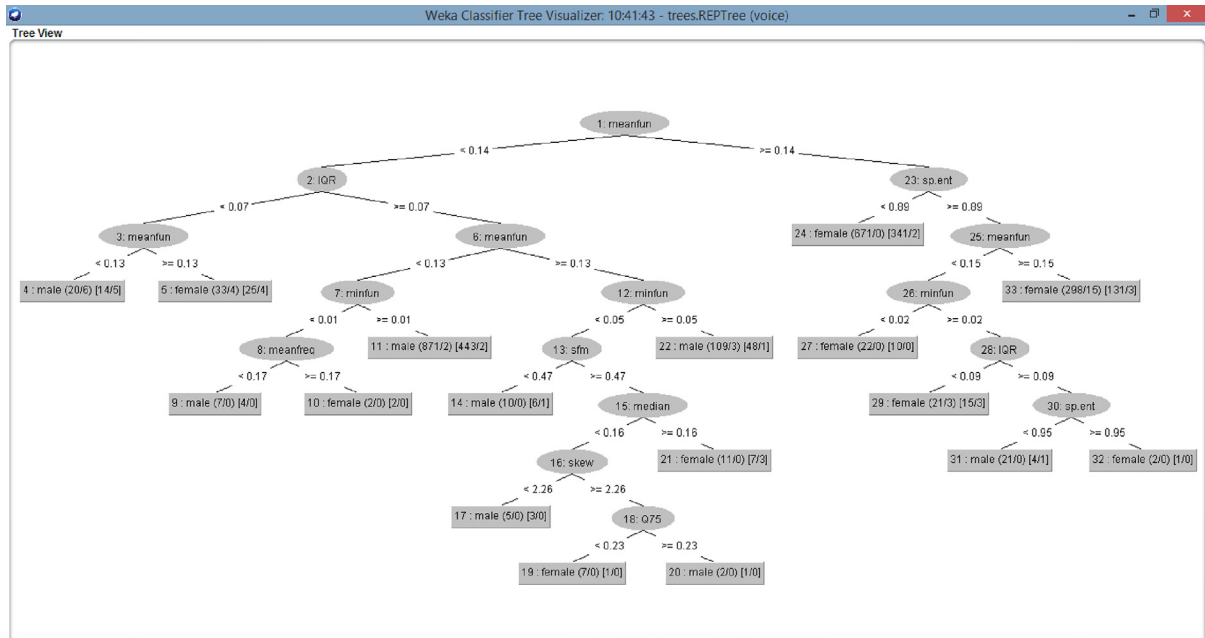 Weka Classifier Tree Visualizer: 10:41:43 - trees.REPTree (voice)
Tree View
1: meanfun
< 0.14 >= 0.14
2: IQR 23: sp.ent
< 0.07 >= 0.07 < 0.89 >= 0.89
3: meanfun 6: meanfun 24 : female (671/0) [341/2] 25: meanfun
< 0.13 >= 0.13 < 0.13 >= 0.13 < 0.15 >= 0.15
4 : male (20/6) [14/5] 5 : female (33/4) [25/4] 7: minfun 12: minfun 26: minfun 33 : female (298/15) [131/3]
< 0.01 >= 0.01 < 0.05 >= 0.05 < 0.02 >= 0.02
8: meanfreq 11 : male (871/2) [443/2] 13: sfm 22 : male (109/3) [48/1] 27 : female (22/0) [10/0] 28: IQR
< 0.17 >= 0.17 < 0.47 >= 0.47 < 0.09 >= 0.09
9 : male (7/0) [4/0] 10 : female (2/0) [2/0] 14 : male (10/0) [6/1] 15: median 29 : female (21/3) [15/3] 30: sp.ent
< 0.16 >= 0.16 < 0.95 >= 0.95
16: skew 21 : female (11/0) [7/3] 31 : male (21/0) [4/1] 32 : female (2/0) [1/0]
< 2.26 >= 2.26
17 : male (5/0) [3/0] 18: Q75
< 0.23 >= 0.23
19 : female (7/0) [1/0] 20 : male (2/0) [1/0]